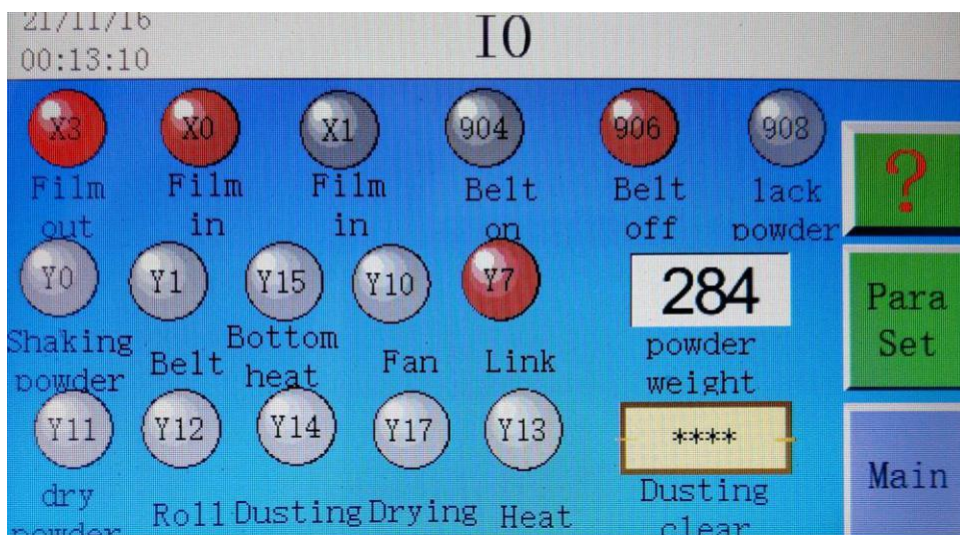 21/11/16
00:13:10
IO
X3 X0 X1 904 906 908
Film Film Film Belt Belt lack
out in in on off powder
?
Y0 Y1 Y15 Y10 Y7
284
Para
Set
Shaking Belt Bottom Fan Link powder
powder heat weight
Y11 Y12 Y14 Y17 Y13
****
Main
dry Roll Dusting Drying Heat Dusting
powder clear